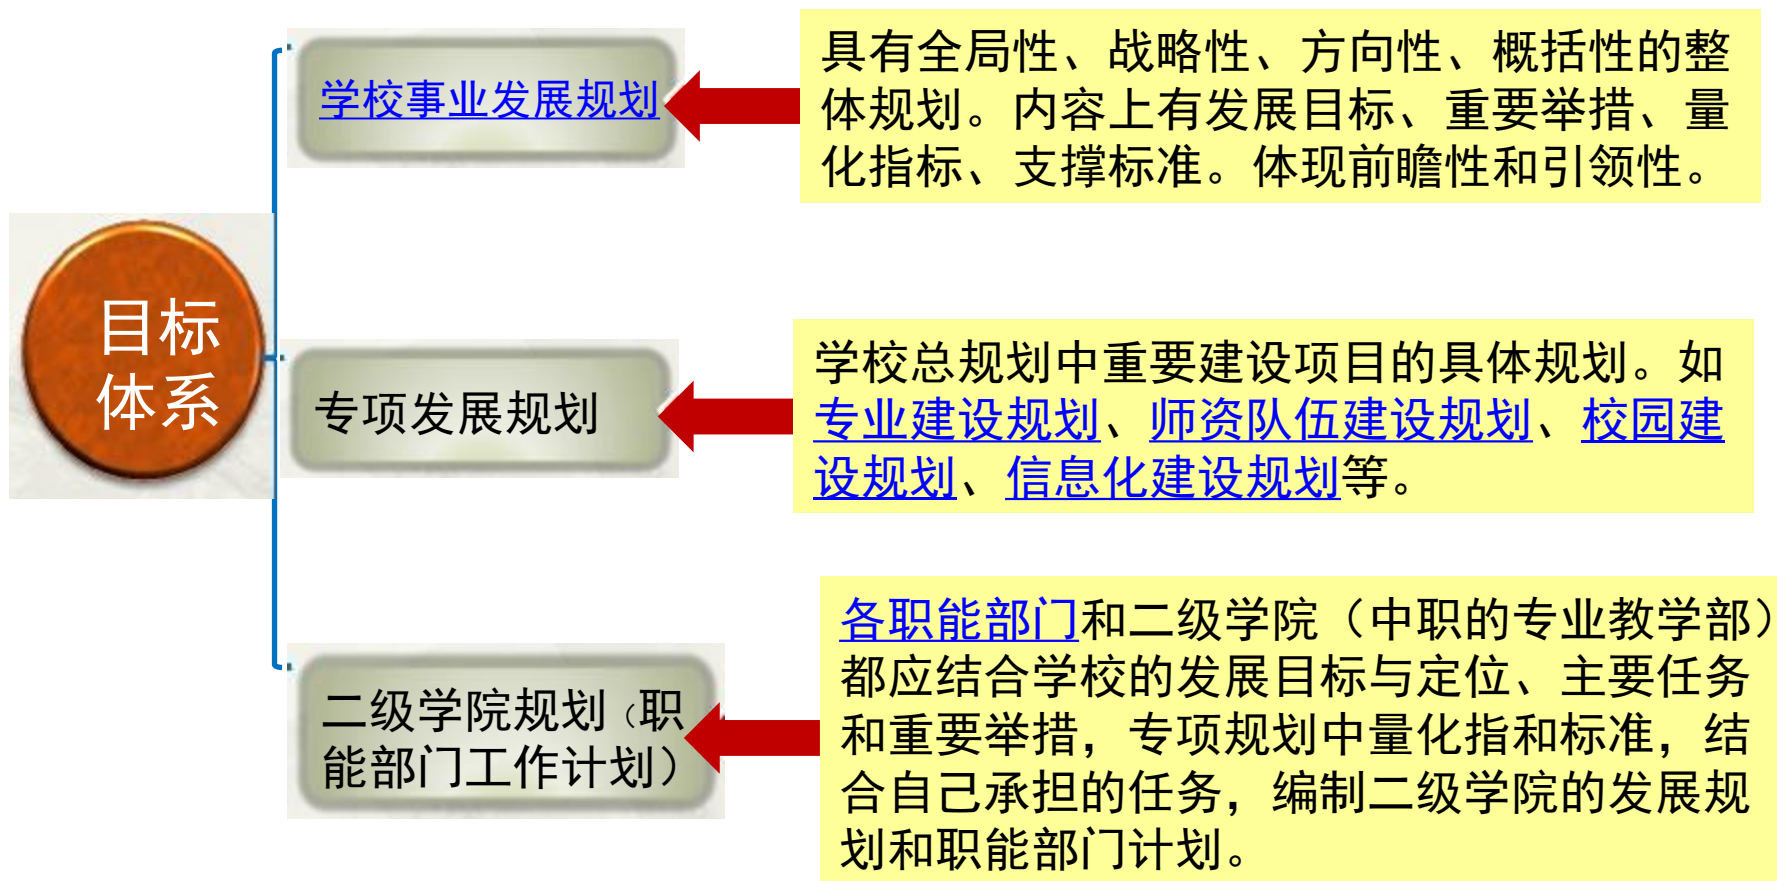 学校事业发展规划
具有全局性、战略性、方向性、概括性的整
体规划。内容上有发展目标、重要举措、量
化指标、支撑标准。体现前瞻性和引领性。
目标
体系
专项发展规划
学校总规划中重要建设项目的具体规划。如
专业建设规划、师资队伍建设规划、校园建
设规划、信息化建设规划等。
二级学院规划（职
能部门工作计划）
各职能部门和二级学院（中职的专业教学部）
都应结合学校的发展目标与定位、主要任务
和重要举措，专项规划中量化指和标准，结
合自己承担的任务，编制二级学院的发展规
划和职能部门计划。